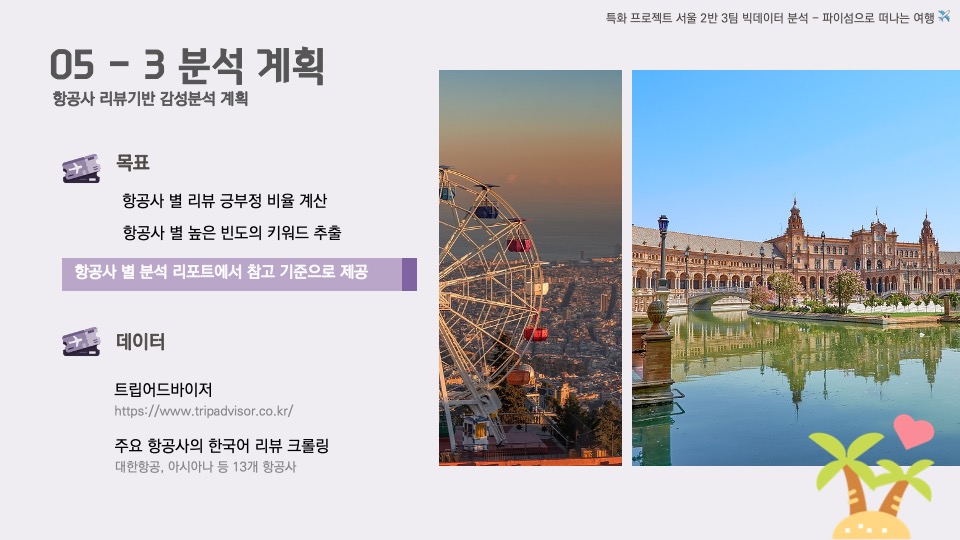 특화 프로젝트 서울 2반 3팀 빅데이터 분석 - 파이썸으로 떠나는 여행
05 - 3 분석 계획
항공사 리뷰기반 감성분석 계획
목표
항공사 별 리뷰 긍부정 비율 계산
항공사 별 높은 빈도의 키워드 추출
항공사 별 분석 리포트에서 참고 기준으로 제공
데이터
트립어드바이저
https://www.tripadvisor.co.kr/
주요 항공사의 한국어 리뷰 크롤링
대한항공, 아시아나 등 13개 항공사